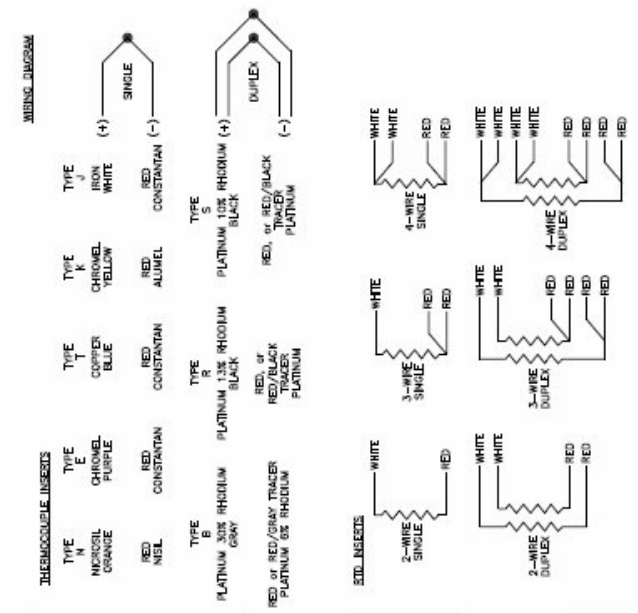 THERMOCOUPLE INSERTS
WIRING DIAGRAM
TYPE
N
NICROSIL
ORANGE
TYPE
E
CHROMEL
PURPLE
TYPE
T
COPPER
BLUE
TYPE
K
CHROMEL
YELLOW
TYPE
J
IRON
WHITE
(+)
SINGLE
RED
NISIL
RED
CONSTANTAN
RED
CONSTANTAN
RED
ALUMEL
RED
CONSTANTAN
(-)
TYPE
B
PLATINUM 30% RHODIUM
GRAY
TYPE
R
PLATINUM 13% RHODIUM
BLACK
TYPE
S
PLATINUM 10% RHODIUM
BLACK
(+)
DUPLEX
RED or RED/GRAY TRACER
PLATINUM 6% RHODIUM
RED, or
RED/BLACK
TRACER
PLATINUM
RED, or RED/BLACK
TRACER
PLATINUM
(-)
RTD INSERTS
WHITE
RED
2-WIRE
SINGLE
WHITE
RED
RED
3-WIRE
SINGLE
WHITE
WHITE
RED
RED
4-WIRE
SINGLE
WHITE
WHITE
RED
RED
2-WIRE
DUPLEX
WHITE
WHITE
RED
RED
RED
RED
3-WIRE
DUPLEX
WHITE
WHITE
WHITE
WHITE
RED
RED
RED
RED
4-WIRE
DUPLEX